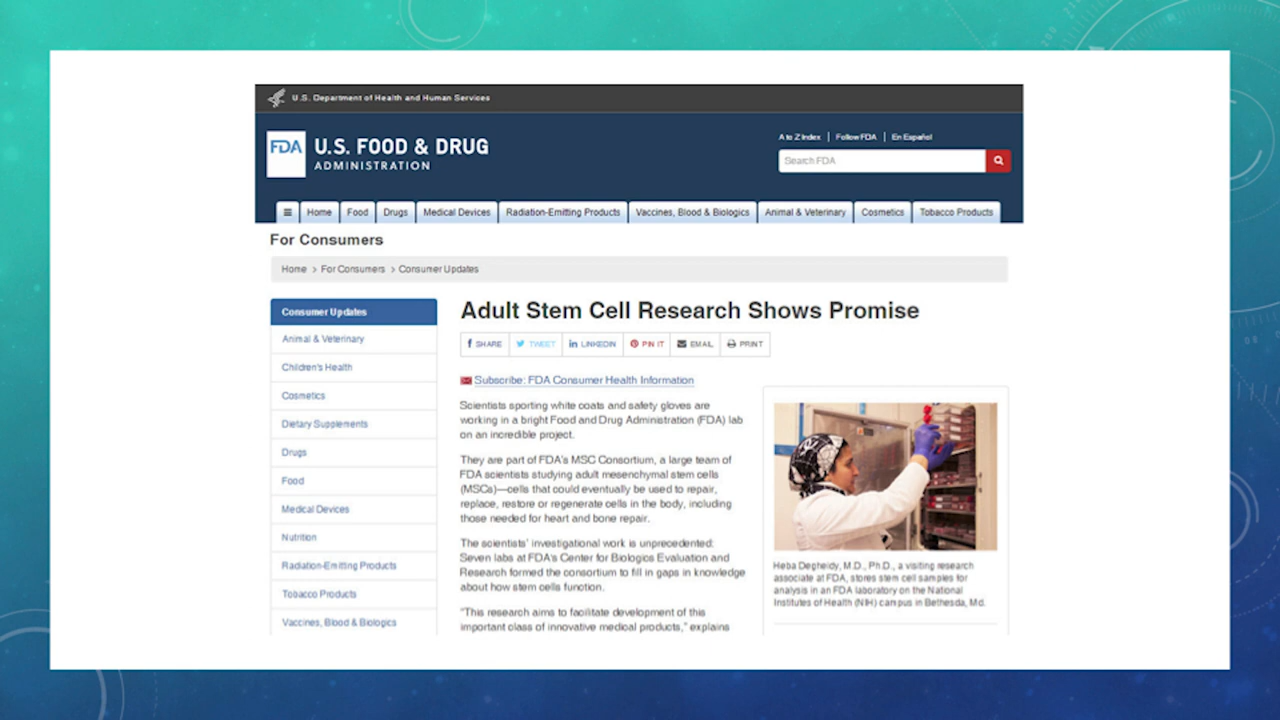 U.S. Department of Health and Human Services
A to Z Index | Follow FDA | En Español
FDA U.S. FOOD & DRUG
ADMINISTRATION
Search FDA
Home Food Drugs Medical Devices Radiation-Emitting Products Vaccines, Blood & Biologics Animal & Veterinary Cosmetics Tobacco Products
For Consumers
Home > For Consumers > Consumer Updates
Consumer Updates
Animal & Veterinary
Children's Health
Cosmetics
Dietary Supplements
Drugs
Food
Medical Devices
Nutrition
Radiation-Emitting Products
Tobacco Products
Vaccines, Blood & Biologics
Adult Stem Cell Research Shows Promise
SHARE TWEET LINKEDIN PIN IT EMAIL PRINT
Subscribe: FDA Consumer Health Information
Scientists sporting white coats and safety gloves are
working in a bright Food and Drug Administration (FDA) lab
on an incredible project.
They are part of FDA's MSC Consortium, a large team of
FDA scientists studying adult mesenchymal stem cells
(MSCs)—cells that could eventually be used to repair,
replace, restore or regenerate cells in the body, including
those needed for heart and bone repair.
The scientists' investigational work is unprecedented:
Seven labs at FDA's Center for Biologics Evaluation and
Research formed the consortium to fill in gaps in knowledge
about how stem cells function.
"This research aims to facilitate development of this
important class of innovative medical products," explains
Heba Degheidy, M.D., Ph.D., a visiting research
associate at FDA, stores stem cell samples for
analysis in an FDA laboratory on the National
Institutes of Health (NIH) campus in Bethesda, Md.